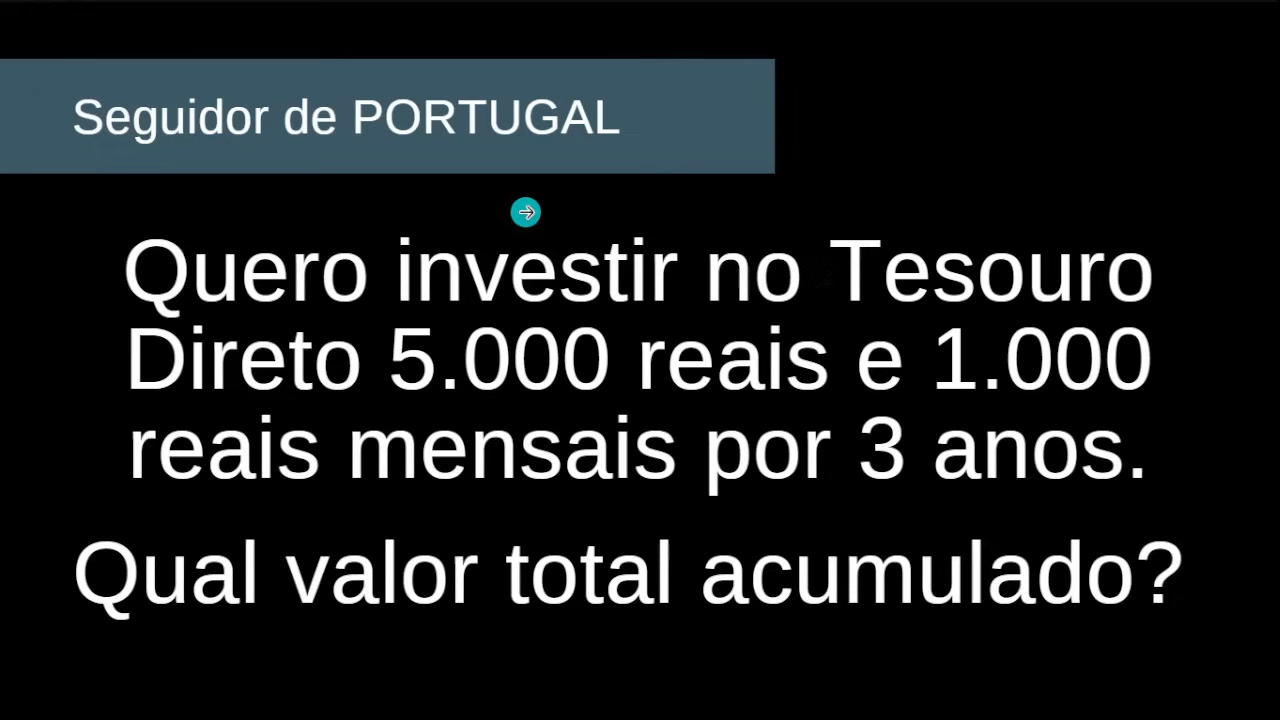 Seguidor de PORTUGAL
Quero investir no Tesouro
Direto 5.000 reais e 1.000
reais mensais por 3 anos.
Qual valor total acumulado?